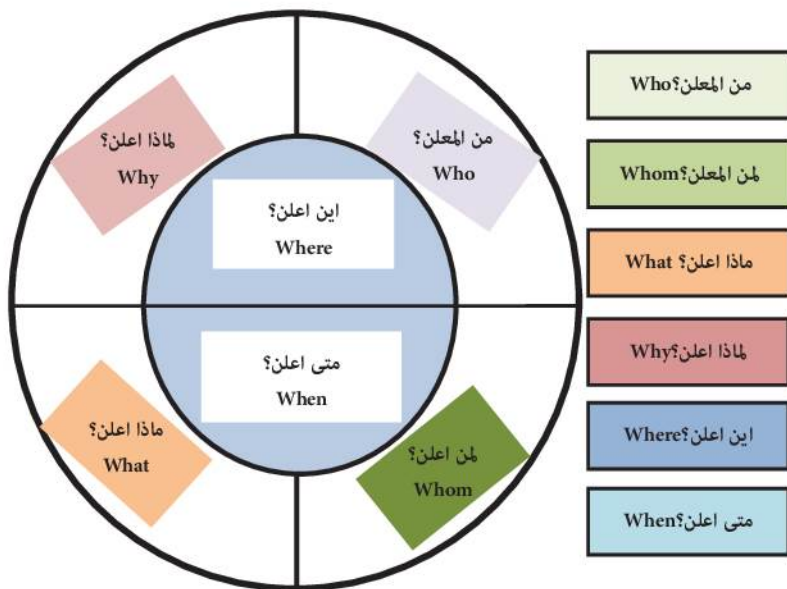 لماذا اعلن؟
Why
من المعلن؟
Who
اين اعلن؟
Where
متى اعلن؟
When
ماذا اعلن؟
What
لمن اعلن؟
Whom
من المعلن؟Who
لمن المعلن؟Whom
ماذا اعلن؟ What
لماذا اعلن؟Why
اين اعلن؟Where
متى اعلن؟When